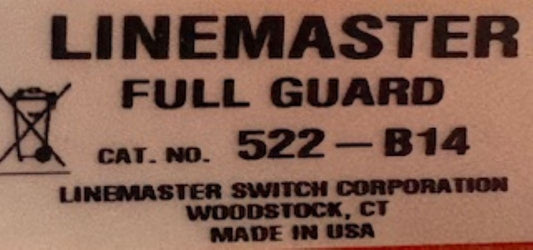 LINEMASTER
FULL GUARD
CAT. NO. 522-B14
LINEMASTER SWITCH CORPORATION
WOODSTOCK, CT
MADE IN USA